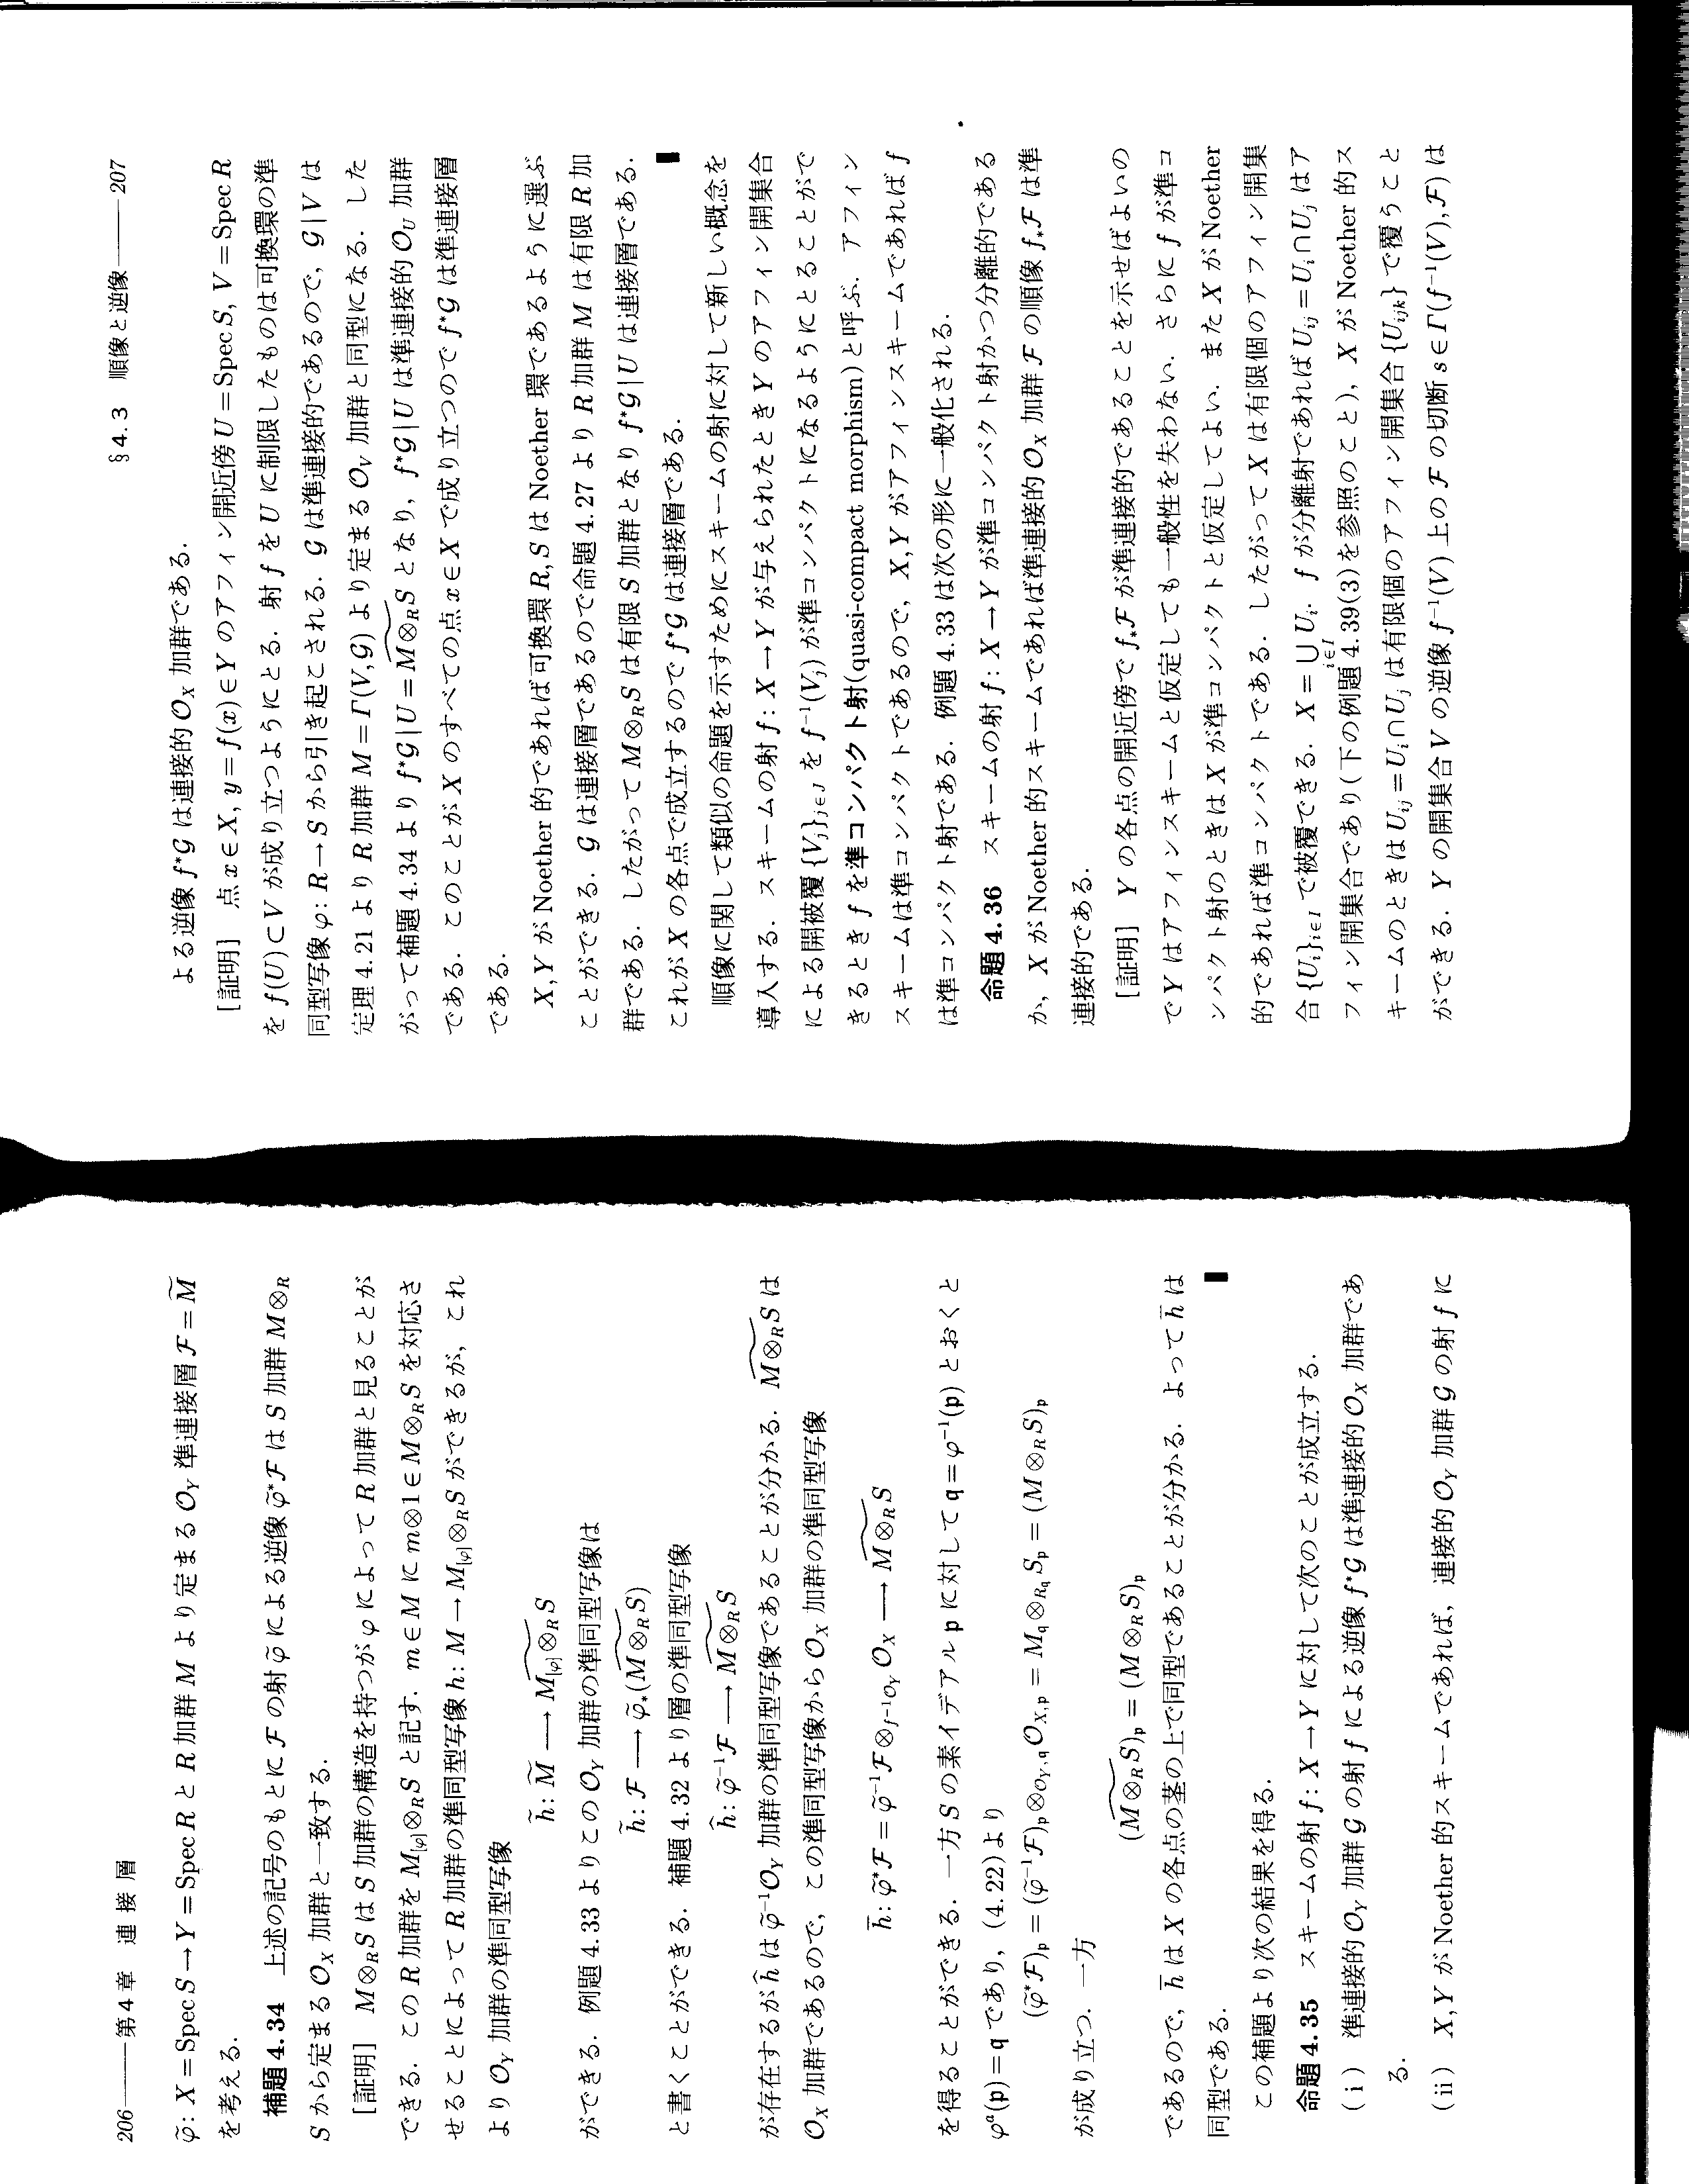 206———第4章 連接層
$\tilde{\varphi}: X = \operatorname{Spec} S \to Y = \operatorname{Spec} R$ と $R$ 加群 $M$ より定まる $\mathcal{O}_Y$ 準連接層 $\mathcal{F} = \widetilde{M}$
を考える.
補題 4.34 上述の記号のもとに $\mathcal{F}$ の射 $\tilde{\varphi}$ による逆像 $\tilde{\varphi}^*\mathcal{F}$ は $S$ 加群 $M \otimes_R$
$S$ から定まる $\mathcal{O}_X$ 加群と一致する.
[証明] $M \otimes_R S$ は $S$ 加群の構造を持つが $\varphi$ によって $R$ 加群と見ることが
できる. この $R$ 加群を $M_{[\varphi]} \otimes_R S$ と記す. $m \in M$ に $m \otimes 1 \in M \otimes_R S$ を対応さ
せることによって $R$ 加群の準同型写像 $h: M \to M_{[\varphi]} \otimes_R S$ ができるが, これ
より $\mathcal{O}_Y$ 加群の準同型写像
$\tilde{h}: \widetilde{M} \longrightarrow \widetilde{M_{[\varphi]} \otimes_R S}$
ができる. 例題 4.33 よりこの $\mathcal{O}_Y$ 加群の準同型写像は
$\tilde{h}: \mathcal{F} \longrightarrow \tilde{\varphi}_*(\widetilde{M \otimes_R S})$
と書くことができる. 補題 4.32 より層の準同型写像
$\hat{h}: \tilde{\varphi}^{-1}\mathcal{F} \longrightarrow \widetilde{M \otimes_R S}$
が存在するが $\hat{h}$ は $\tilde{\varphi}^{-1}\mathcal{O}_Y$ 加群の準同型写像であることが分かる. $\widetilde{M \otimes_R S}$ は
$\mathcal{O}_X$ 加群であるので, この準同型写像から $\mathcal{O}_X$ 加群の準同型写像
$\bar{h}: \tilde{\varphi}^*\mathcal{F} = \tilde{\varphi}^{-1}\mathcal{F} \otimes_{f^{-1}\mathcal{O}_Y} \mathcal{O}_X \longrightarrow \widetilde{M \otimes_R S}$
を得ることができる. 一方 $S$ の素イデアル $\mathfrak{p}$ に対して $\mathfrak{q} = \varphi^{-1}(\mathfrak{p})$ とおくと
$\varphi^a(\mathfrak{p}) = \mathfrak{q}$ であり, (4.22)より
$(\tilde{\varphi}^*\mathcal{F})_{\mathfrak{p}} = (\tilde{\varphi}^{-1}\mathcal{F})_{\mathfrak{p}} \otimes_{\mathcal{O}_{Y,\mathfrak{q}}} \mathcal{O}_{X,\mathfrak{p}} = M_{\mathfrak{q}} \otimes_{R_{\mathfrak{q}}} S_{\mathfrak{p}} = (M \otimes_R S)_{\mathfrak{p}}$
が成り立つ. 一方
$(\widetilde{M \otimes_R S})_{\mathfrak{p}} = (M \otimes_R S)_{\mathfrak{p}}$
であるので, $\bar{h}$ は $X$ の各点の茎の上で同型であることが分かる. よって $\bar{h}$ は
同型である. ▮
この補題より次の結果を得る.
命題 4.35 スキームの射 $f: X \to Y$ に対して次のことが成立する.
(i) 準連接的 $\mathcal{O}_Y$ 加群 $\mathcal{G}$ の射 $f$ による逆像 $f^*\mathcal{G}$ は準連接的 $\mathcal{O}_X$ 加群であ
る.
(ii) $X, Y$ が Noether 的スキームであれば, 連接的 $\mathcal{O}_Y$ 加群 $\mathcal{G}$ の射 $f$ に
§4.3 順像と逆像———207
よる逆像 $f^*\mathcal{G}$ は連接的 $\mathcal{O}_X$ 加群である.
[証明] 点 $x \in X$, $y = f(x) \in Y$ のアフィン開近傍 $U = \operatorname{Spec} S$, $V = \operatorname{Spec} R$
を $f(U) \subset V$ が成り立つようにとる. 射 $f$ を $U$ に制限したものは可換環の準
同型写像 $\varphi: R \to S$ から引き起こされる. $\mathcal{G}$ は準連接的であるので, $\mathcal{G}|V$ は
定理 4.21 より $R$ 加群 $M = \Gamma(V, \mathcal{G})$ より定まる $\mathcal{O}_V$ 加群と同型になる. した
がって補題 4.34 より $f^*\mathcal{G}|U = \widetilde{M \otimes_R S}$ となり, $f^*\mathcal{G}|U$ は準連接的 $\mathcal{O}_U$ 加群
である. このことが $X$ のすべての点 $x \in X$ で成り立つので $f^*\mathcal{G}$ は準連接層
である.
$X, Y$ が Noether 的であれば可換環 $R, S$ は Noether 環であるように選ぶ
ことができる. $\mathcal{G}$ は連接層であるので命題 4.27 より $R$ 加群 $M$ は有限 $R$ 加
群である. したがって $M \otimes_R S$ は有限 $S$ 加群となり $f^*\mathcal{G}|U$ は連接層である.
これが $X$ の各点で成立するので $f^*\mathcal{G}$ は連接層である. ▮
順像に関して類似の命題を示すためにスキームの射に対して新しい概念を
導入する. スキームの射 $f: X \to Y$ が与えられたとき $Y$ のアフィン開集合
による開被覆 $\{V_j\}_{j \in J}$ を $f^{-1}(V_j)$ が準コンパクトになるようにとることがで
きるとき $f$ を準コンパクト射(quasi-compact morphism)と呼ぶ. アフィン
スキームは準コンパクトであるので, $X, Y$ がアフィンスキームであれば $f$
は準コンパクト射である. 例題 4.33 は次の形に一般化される.
命題 4.36 スキームの射 $f: X \to Y$ が準コンパクト射かつ分離的である
か, $X$ が Noether 的スキームであれば準連接的 $\mathcal{O}_X$ 加群 $\mathcal{F}$ の順像 $f_*\mathcal{F}$ は準
連接的である.
[証明] $Y$ の各点の開近傍で $f_*\mathcal{F}$ が準連接的であることを示せばよいの
で $Y$ はアフィンスキームと仮定しても一般性を失わない. さらに $f$ が準コ
ンパクト射のときは $X$ が準コンパクトと仮定してよい. また $X$ が Noether
的であれば準コンパクトである. したがって $X$ は有限個のアフィン開集
合 $\{U_i\}_{i \in I}$ で被覆できる. $X = \bigcup_{i \in I} U_i$. $f$ が分離射であれば $U_{ij} = U_i \cap U_j$ はア
フィン開集合であり(下の例題 4.39(3)を参照のこと), $X$ が Noether 的ス
キームのときは $U_{ij} = U_i \cap U_j$ は有限個のアフィン開集合 $\{U_{ijk}\}$ で覆うこと
ができる. $Y$ の開集合 $V$ の逆像 $f^{-1}(V)$ 上の $\mathcal{F}$ の切断 $s \in \Gamma(f^{-1}(V), \mathcal{F})$ は